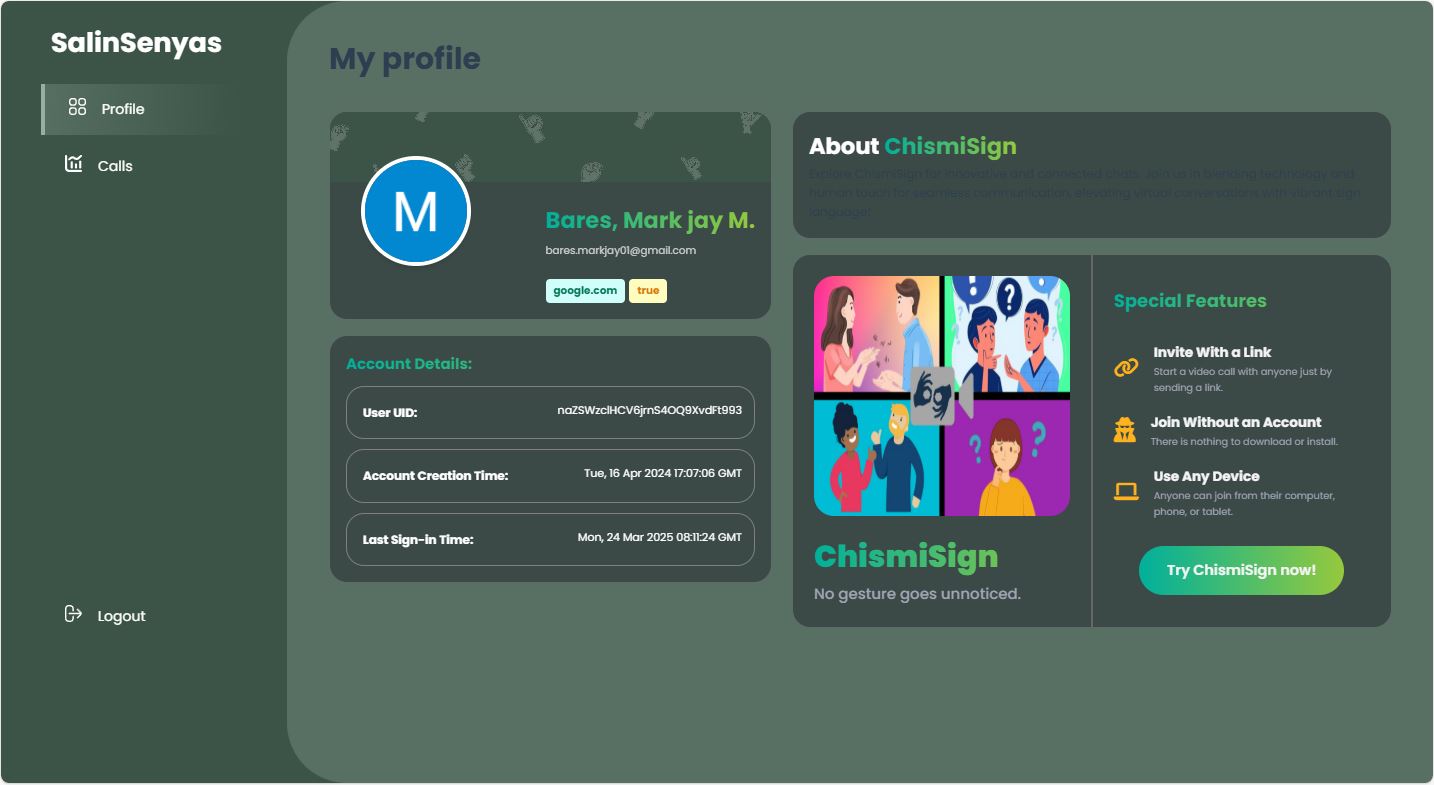 SalinSenyas
Profile
Calls
Logout
My profile
M
Bares, Mark jay M.
bares.markjay01@gmail.com
google.com true
Account Details:
User UID: naZSWzclHCV6jrnS4OQ9XvdFt993
Account Creation Time: Tue, 16 Apr 2024 17:07:06 GMT
Last Sign-in Time: Mon, 24 Mar 2025 08:11:24 GMT
About ChismiSign
Explore ChismiSign for innovative and connected chats. Join us in blending technology and
human touch for seamless communication, elevating virtual conversations with vibrant sign
language!
ChismiSign
No gesture goes unnoticed.
Special Features
Invite With a Link
Start a video call with anyone just by
sending a link.
Join Without an Account
There is nothing to download or install.
Use Any Device
Anyone can join from their computer,
phone, or tablet.
Try ChismiSign now!